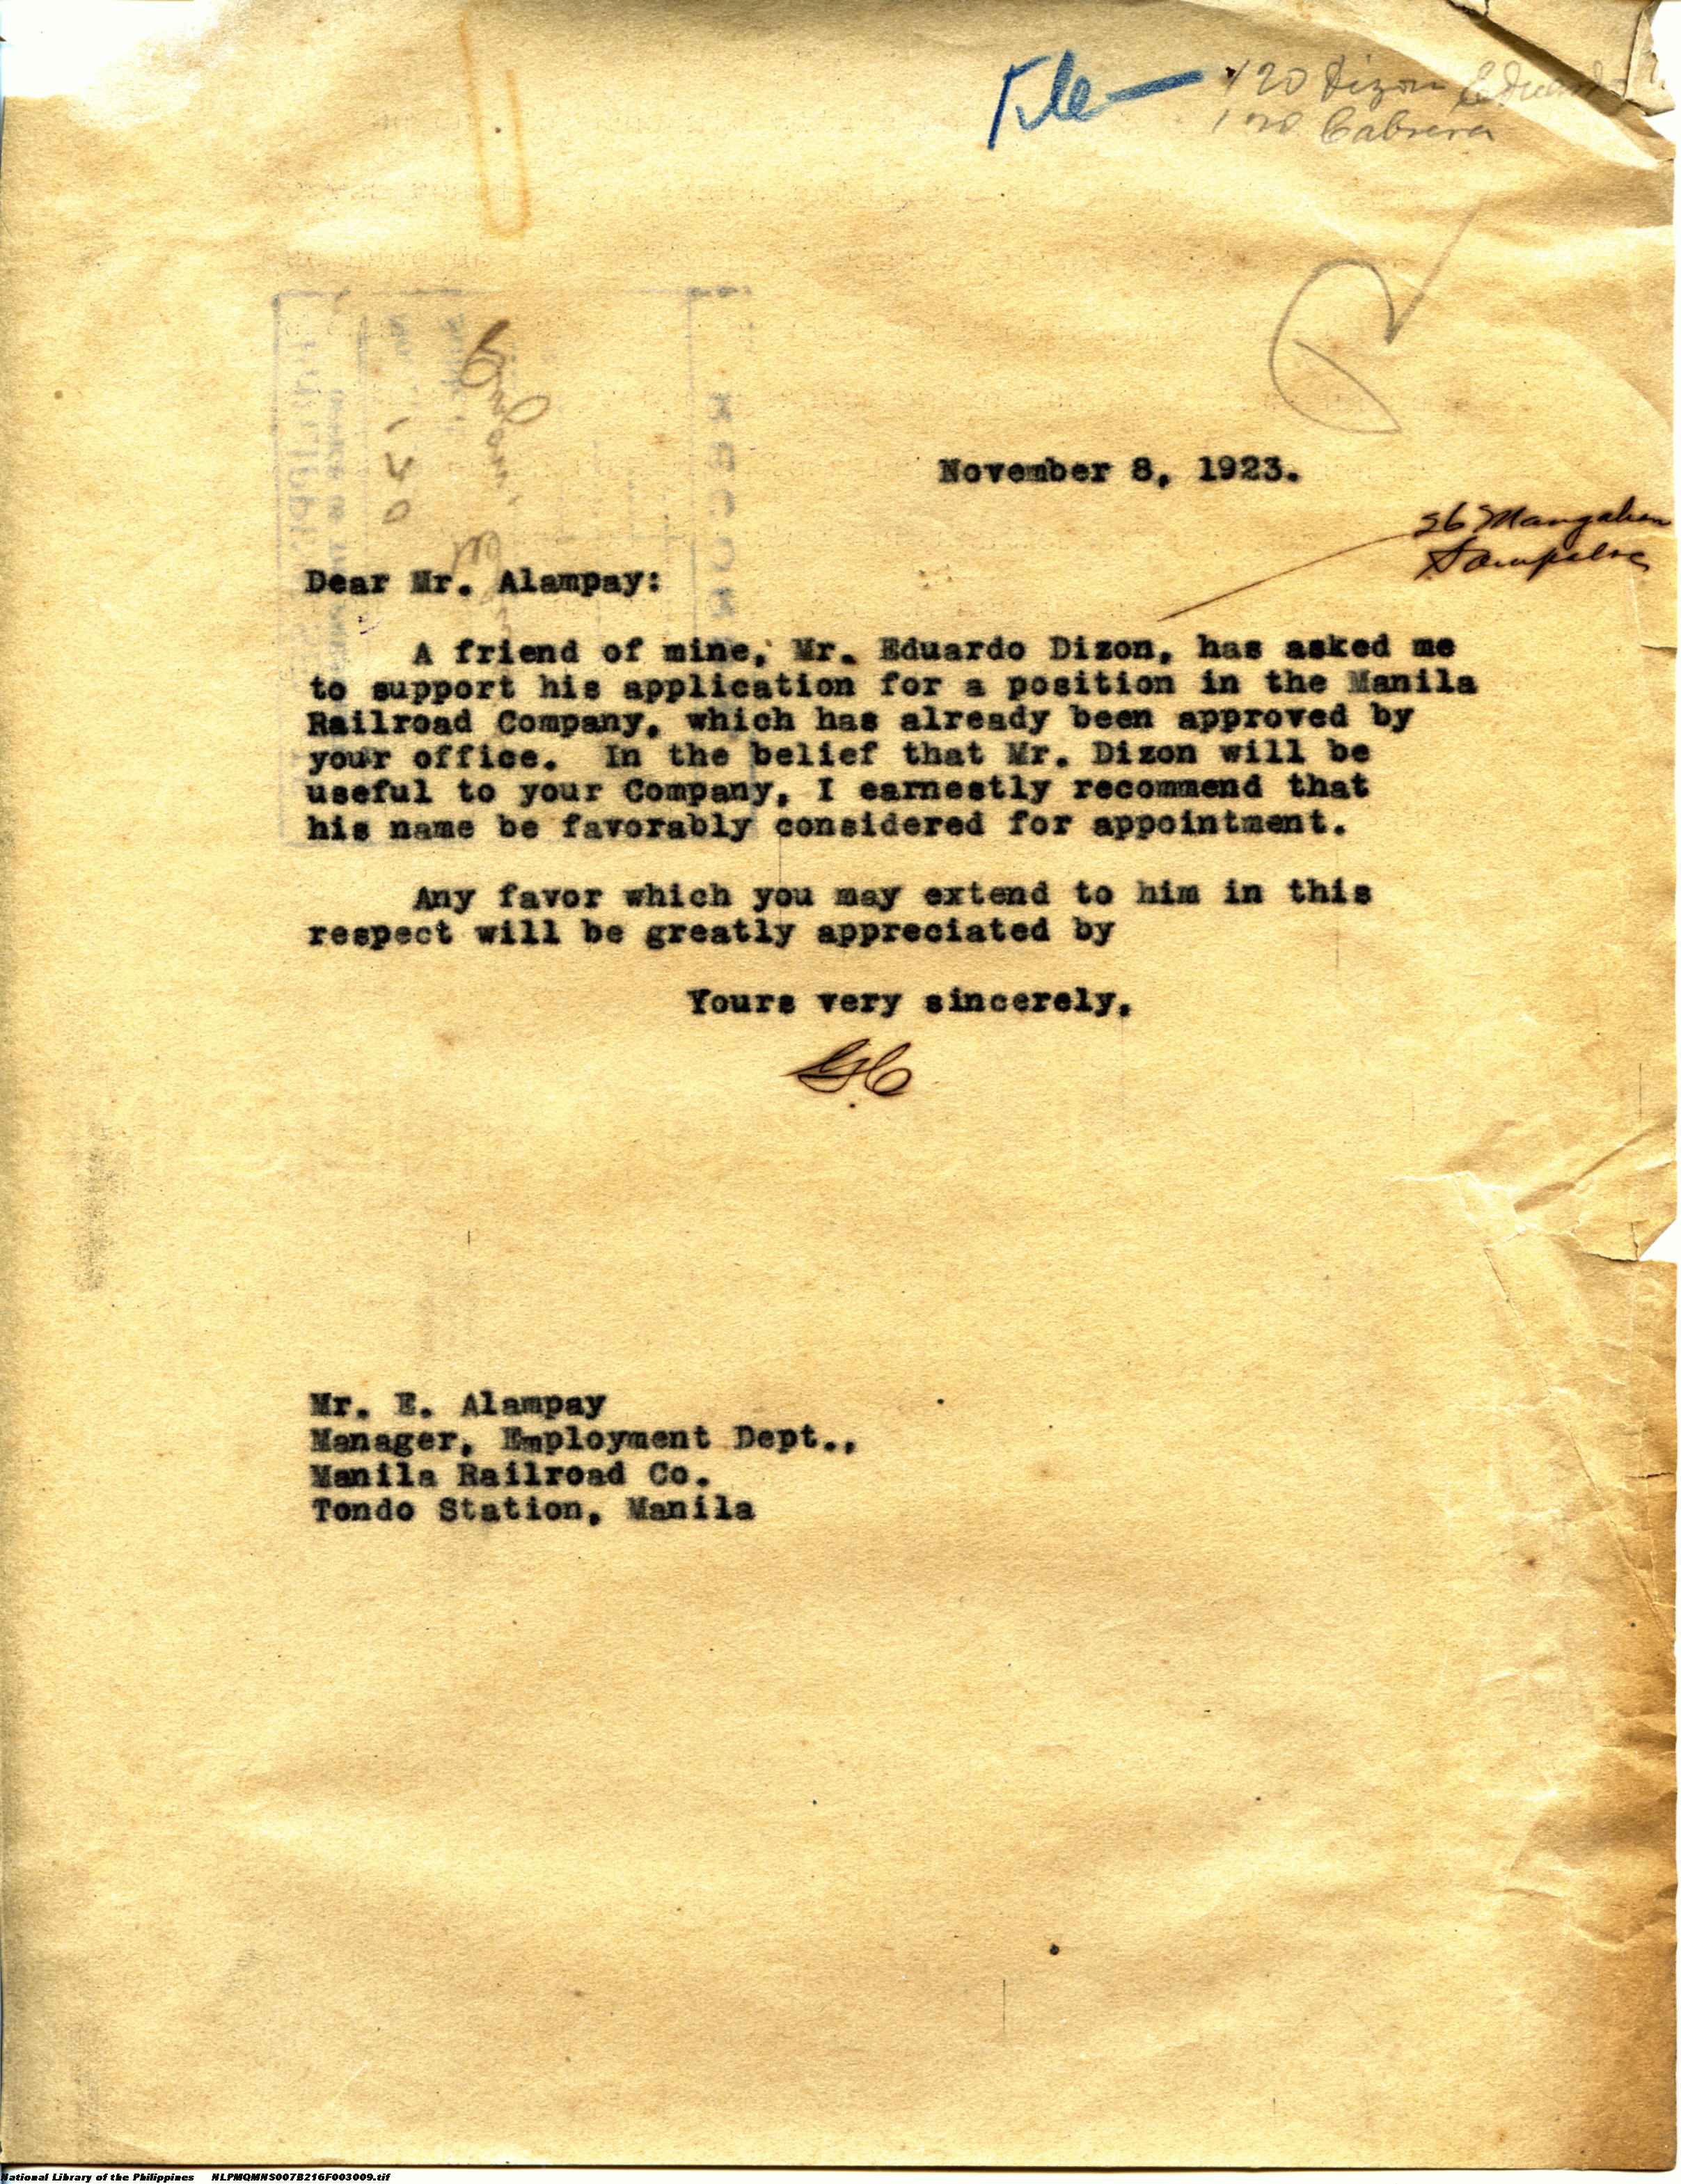 File — 120 Dizon Eduardo
120 Cabrera
November 8, 1923.
26 Mangahan
Sampaloc
Dear Mr. Alampay:
A friend of mine, Mr. Eduardo Dizon, has asked me
to support his application for a position in the Manila
Railroad Company, which has already been approved by
your office. In the belief that Mr. Dizon will be
useful to your Company, I earnestly recommend that
his name be favorably considered for appointment.
Any favor which you may extend to him in this
respect will be greatly appreciated by
Yours very sincerely,
Mr. E. Alampay
Manager, Employment Dept.,
Manila Railroad Co.
Tondo Station, Manila
National Library of the Philippines NLPMQMNS007B216F003009.tif